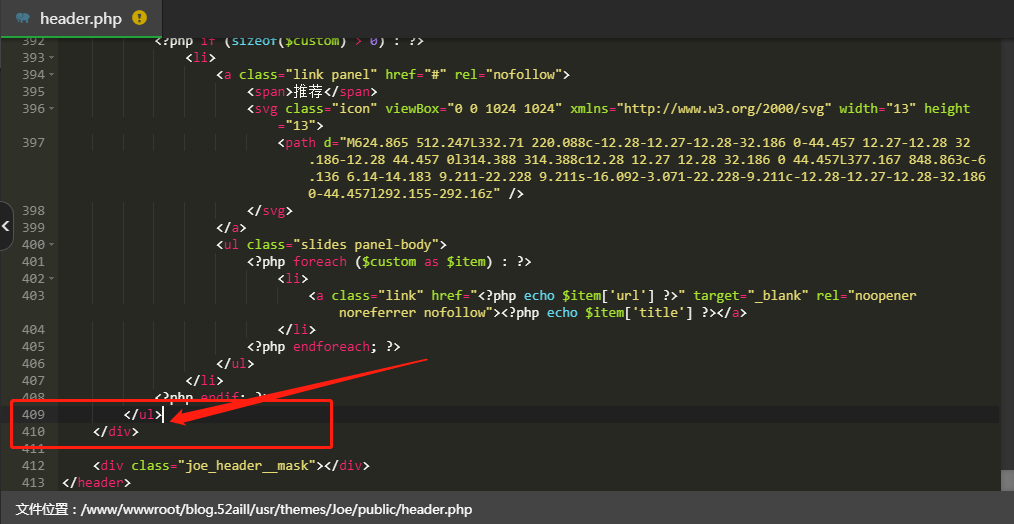 header.php
392 <?php if (sizeof($custom) > 0) : ?>
393 <li>
394 <a class="link panel" href="#" rel="nofollow">
395 <span>推荐</span>
396 <svg class="icon" viewBox="0 0 1024 1024" xmlns="http://www.w3.org/2000/svg" width="13" height
="13">
397 <path d="M624.865 512.247L332.71 220.088c-12.28-12.27-12.28-32.186 0-44.457 12.27-12.28 32
.186-12.28 44.457 0l314.388 314.388c12.28 12.27 12.28 32.186 0 44.457L377.167 848.863c-6
.136 6.14-14.183 9.211-22.228 9.211s-16.092-3.071-22.228-9.211c-12.28-12.27-12.28-32.186
0-44.457l292.155-292.16z" />
398 </svg>
399 </a>
400 <ul class="slides panel-body">
401 <?php foreach ($custom as $item) : ?>
402 <li>
403 <a class="link" href="<?php echo $item['url'] ?>" target="_blank" rel="noopener
noreferrer nofollow"><?php echo $item['title'] ?></a>
404 </li>
405 <?php endforeach; ?>
406 </ul>
407 </li>
408 <?php endif; ?>
409 </ul>
410 </div>
411
412 <div class="joe_header__mask"></div>
413 </header>
文件位置：/www/wwwroot/blog.52aill/usr/themes/Joe/public/header.php